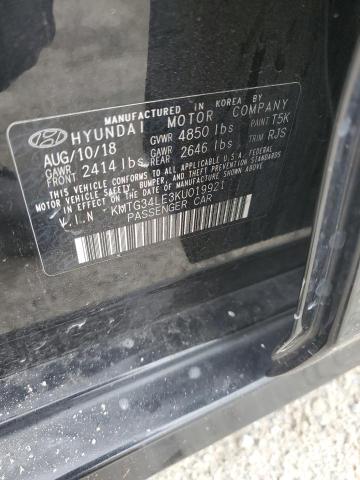 MANUFACTURED IN KOREA BY
HYUNDAI MOTOR COMPANY
AUG/10/18 GVWR 4850 lbs PAINT T5K
GAWR FRONT 2414 lbs GAWR REAR 2646 lbs TRIM RJS
THIS VEHICLE CONFORMS TO ALL APPLICABLE U.S.A FEDERAL
MOTOR VEHICLE SAFETY, BUMPER, AND THEFT PREVENTION
STANDARDS IN EFFECT ON THE DATE OF MANUFACTURE SHOWN ABOVE.
V.I.N : KMTG34LE3KU019921
PASSENGER CAR